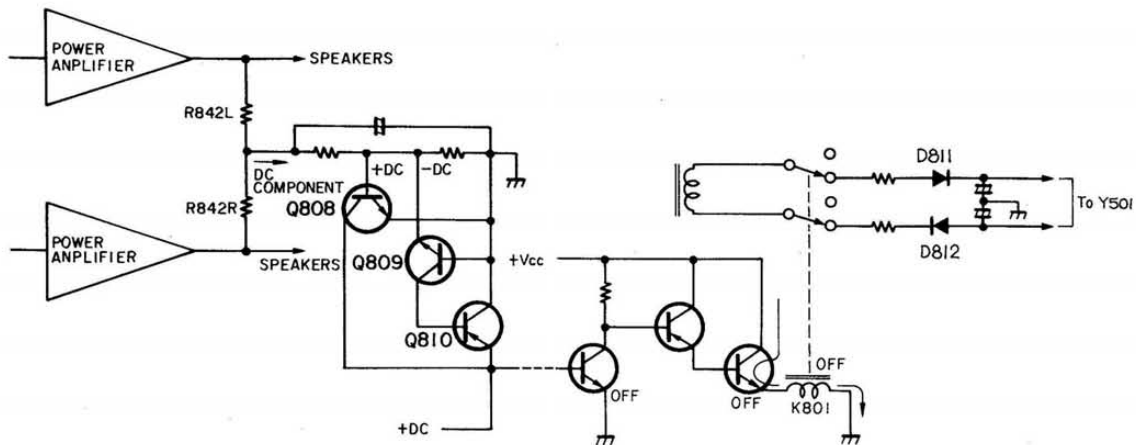 POWER
ANPLIFIER
SPEAKERS
R842L
DC
COMPONENT
+DC
-DC
Q808
R842R
POWER
ANPLIFIER
SPEAKERS
Q809
Q810
+DC
+Vcc
OFF
OFF
OFF
K801
D811
D812
To Y501